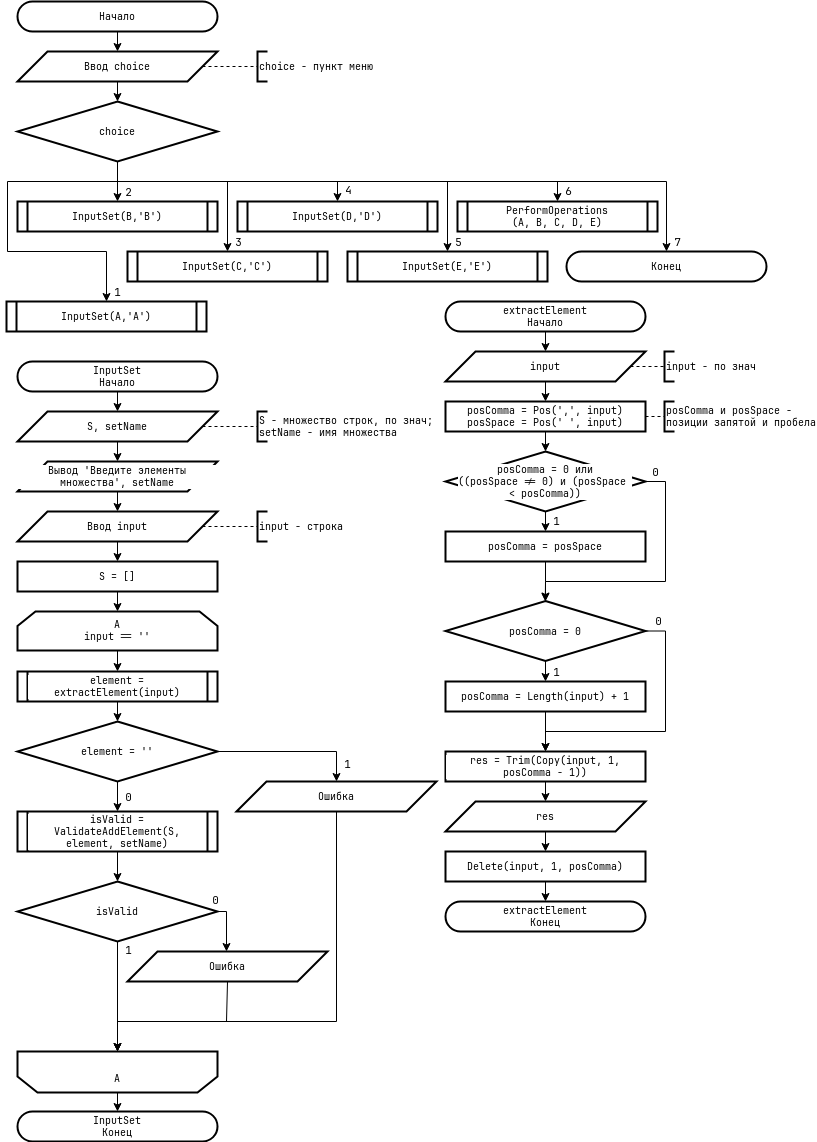 Начало
Ввод choice
choice - пункт меню
choice
2
InputSet(B,'B')
4
InputSet(D,'D')
6
PerformOperations
(A, B, C, D, E)
3
InputSet(C,'C')
5
InputSet(E,'E')
7
Конец
1
InputSet(A,'A')
InputSet
Начало
S, setName
S - множество строк, по знач;
setName - имя множества
Вывод 'Введите элементы
множества', setName
Ввод input
input - строка
S = []
A
input == ''
element =
extractElement(input)
element = ''
1
Ошибка
0
isValid =
ValidateAddElement(S,
element, setName)
isValid
0
Ошибка
1
A
InputSet
Конец
extractElement
Начало
input
input - по знач
posComma = Pos(',', input)
posSpace = Pos(' ', input)
posComma и posSpace -
позиции запятой и пробела
posComma = 0 или
((posSpace ≠ 0) и (posSpace
< posComma))
0
1
posComma = posSpace
posComma = 0
0
1
posComma = Length(input) + 1
res = Trim(Copy(input, 1,
posComma - 1))
res
Delete(input, 1, posComma)
extractElement
Конец